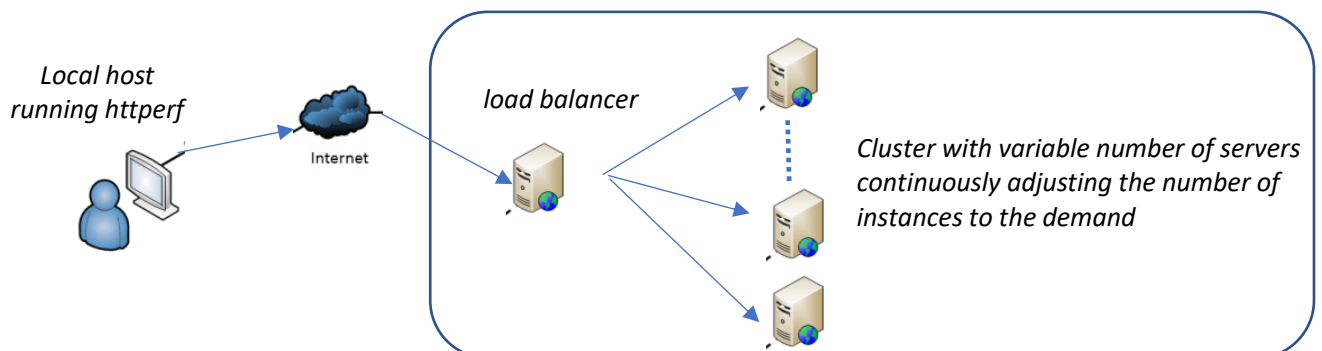 Local host
running httperf
Internet
load balancer
Cluster with variable number of servers
continuously adjusting the number of
instances to the demand